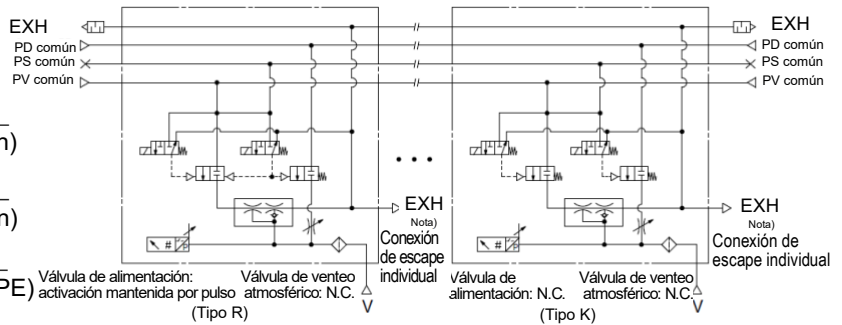 EXH
PD común
PS común
PV común
EXH
PD común
PS común
PV común
EXH
Nota)
Conexión
de escape
individual
EXH
Nota)
Conexión de
escape individual
Válvula de alimentación:
activación mantenida por pulso
Válvula de venteo
atmosférico: N.C.
(Tipo R)
V
Válvula de
alimentación: N.C.
Válvula de venteo
atmosférico: N.C.
(Tipo K)
V
m)
m)
PE)
#
#
P
P